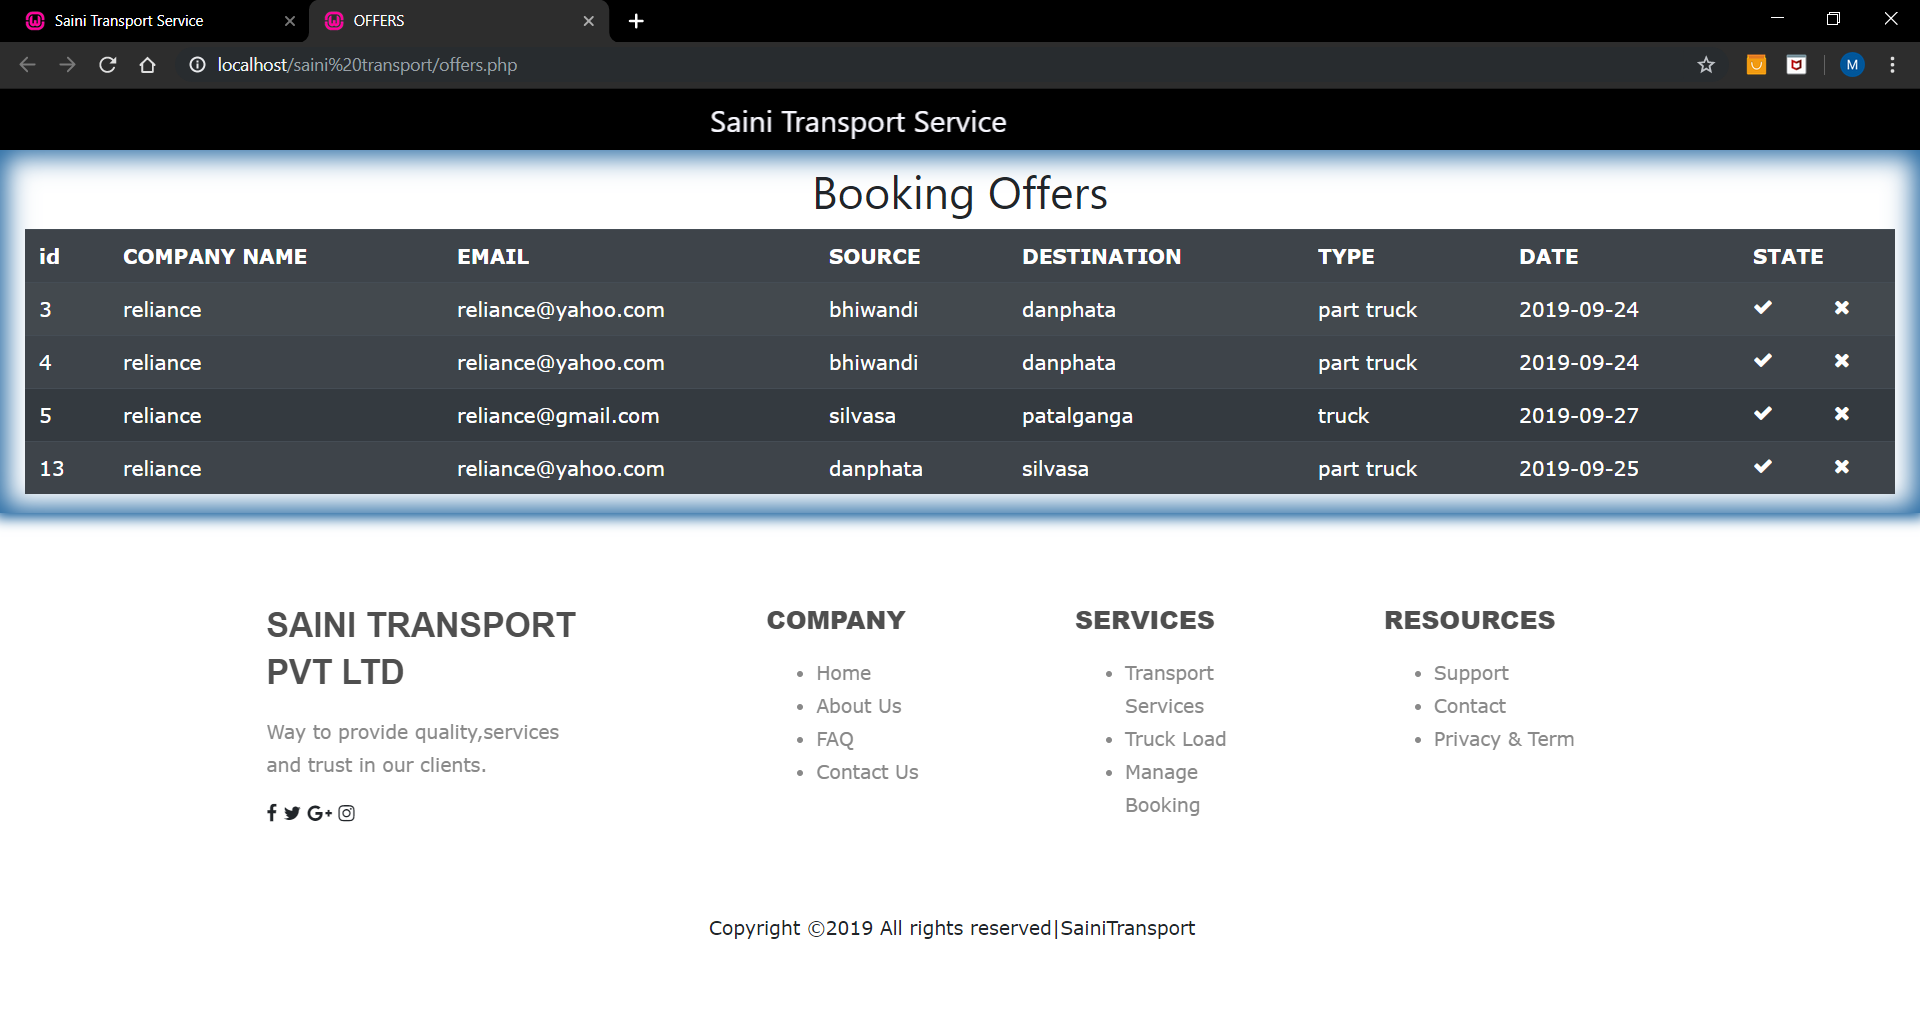 Saini Transport Service
OFFERS
localhost/saini%20transport/offers.php
M
Saini Transport Service
Booking Offers
id COMPANY NAME EMAIL SOURCE DESTINATION TYPE DATE STATE
3 reliance reliance@yahoo.com bhiwandi danphata part truck 2019-09-24
4 reliance reliance@yahoo.com bhiwandi danphata part truck 2019-09-24
5 reliance reliance@gmail.com silvasa patalganga truck 2019-09-27
13 reliance reliance@yahoo.com danphata silvasa part truck 2019-09-25
SAINI TRANSPORT
PVT LTD
Way to provide quality,services
and trust in our clients.
COMPANY
Home
About Us
FAQ
Contact Us
SERVICES
Transport
Services
Truck Load
Manage
Booking
RESOURCES
Support
Contact
Privacy & Term
Copyright ©2019 All rights reserved|SainiTransport